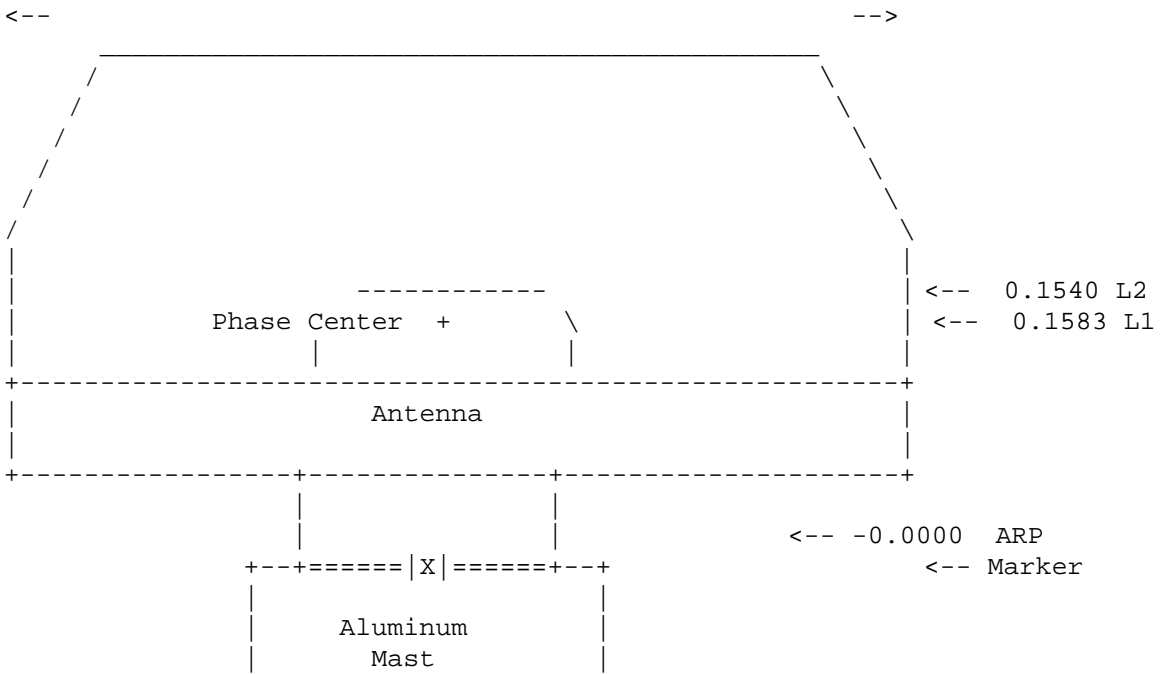 <-- -->
<-- 0.1540 L2
Phase Center + <-- 0.1583 L1
Antenna
<-- -0.0000 ARP
+--+======|X|======+--+ <-- Marker
Aluminum
Mast